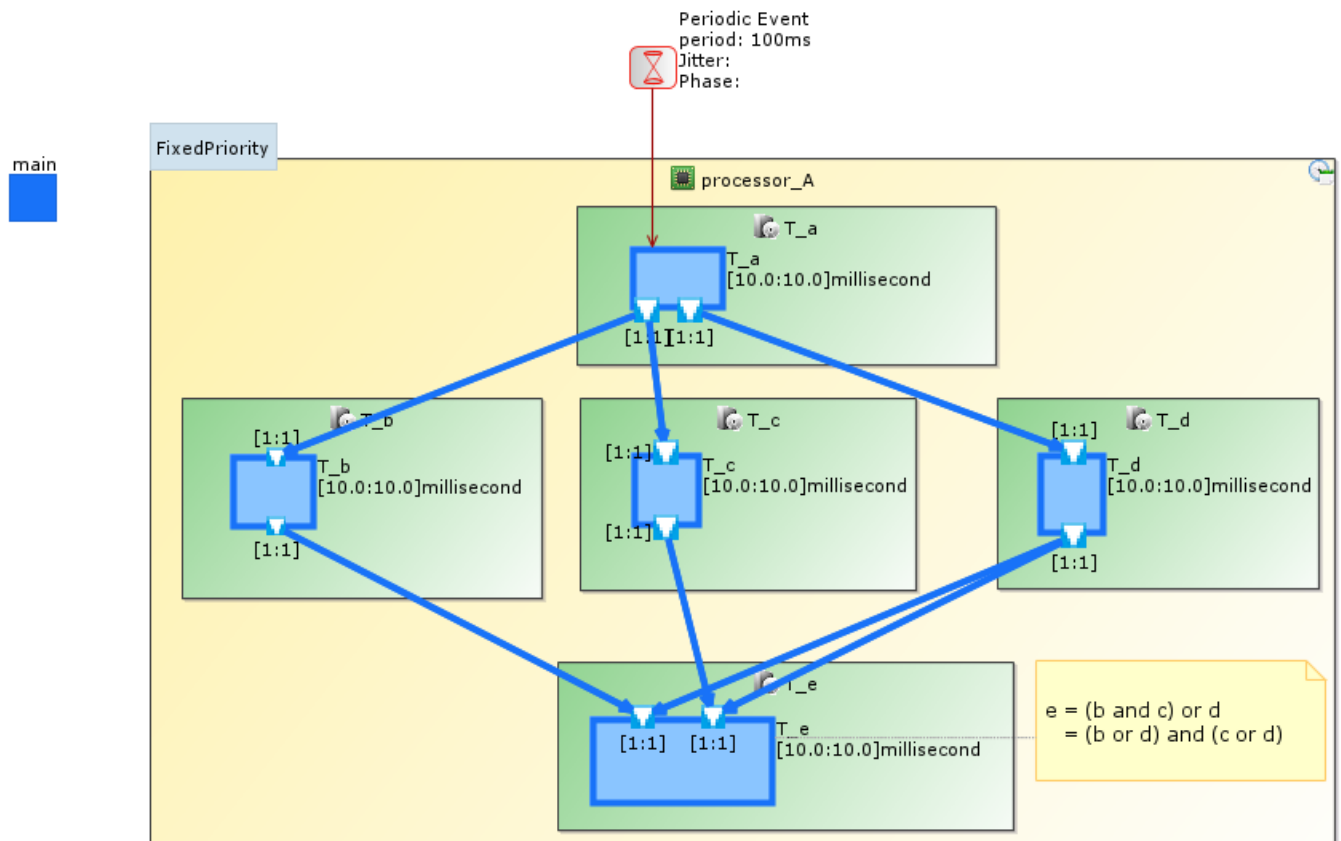 Periodic Event
period: 100ms
Jitter:
Phase:
FixedPriority
main
processor_A
T_a
T_a
[10.0:10.0]millisecond
[1:1] [1:1]
T_b
[1:1]
T_b
[10.0:10.0]millisecond
[1:1]
T_c
[1:1]
T_c
[10.0:10.0]millisecond
[1:1]
T_d
[1:1]
T_d
[10.0:10.0]millisecond
[1:1]
T_e
T_e
[1:1] [1:1]
[10.0:10.0]millisecond
e = (b and c) or d
= (b or d) and (c or d)